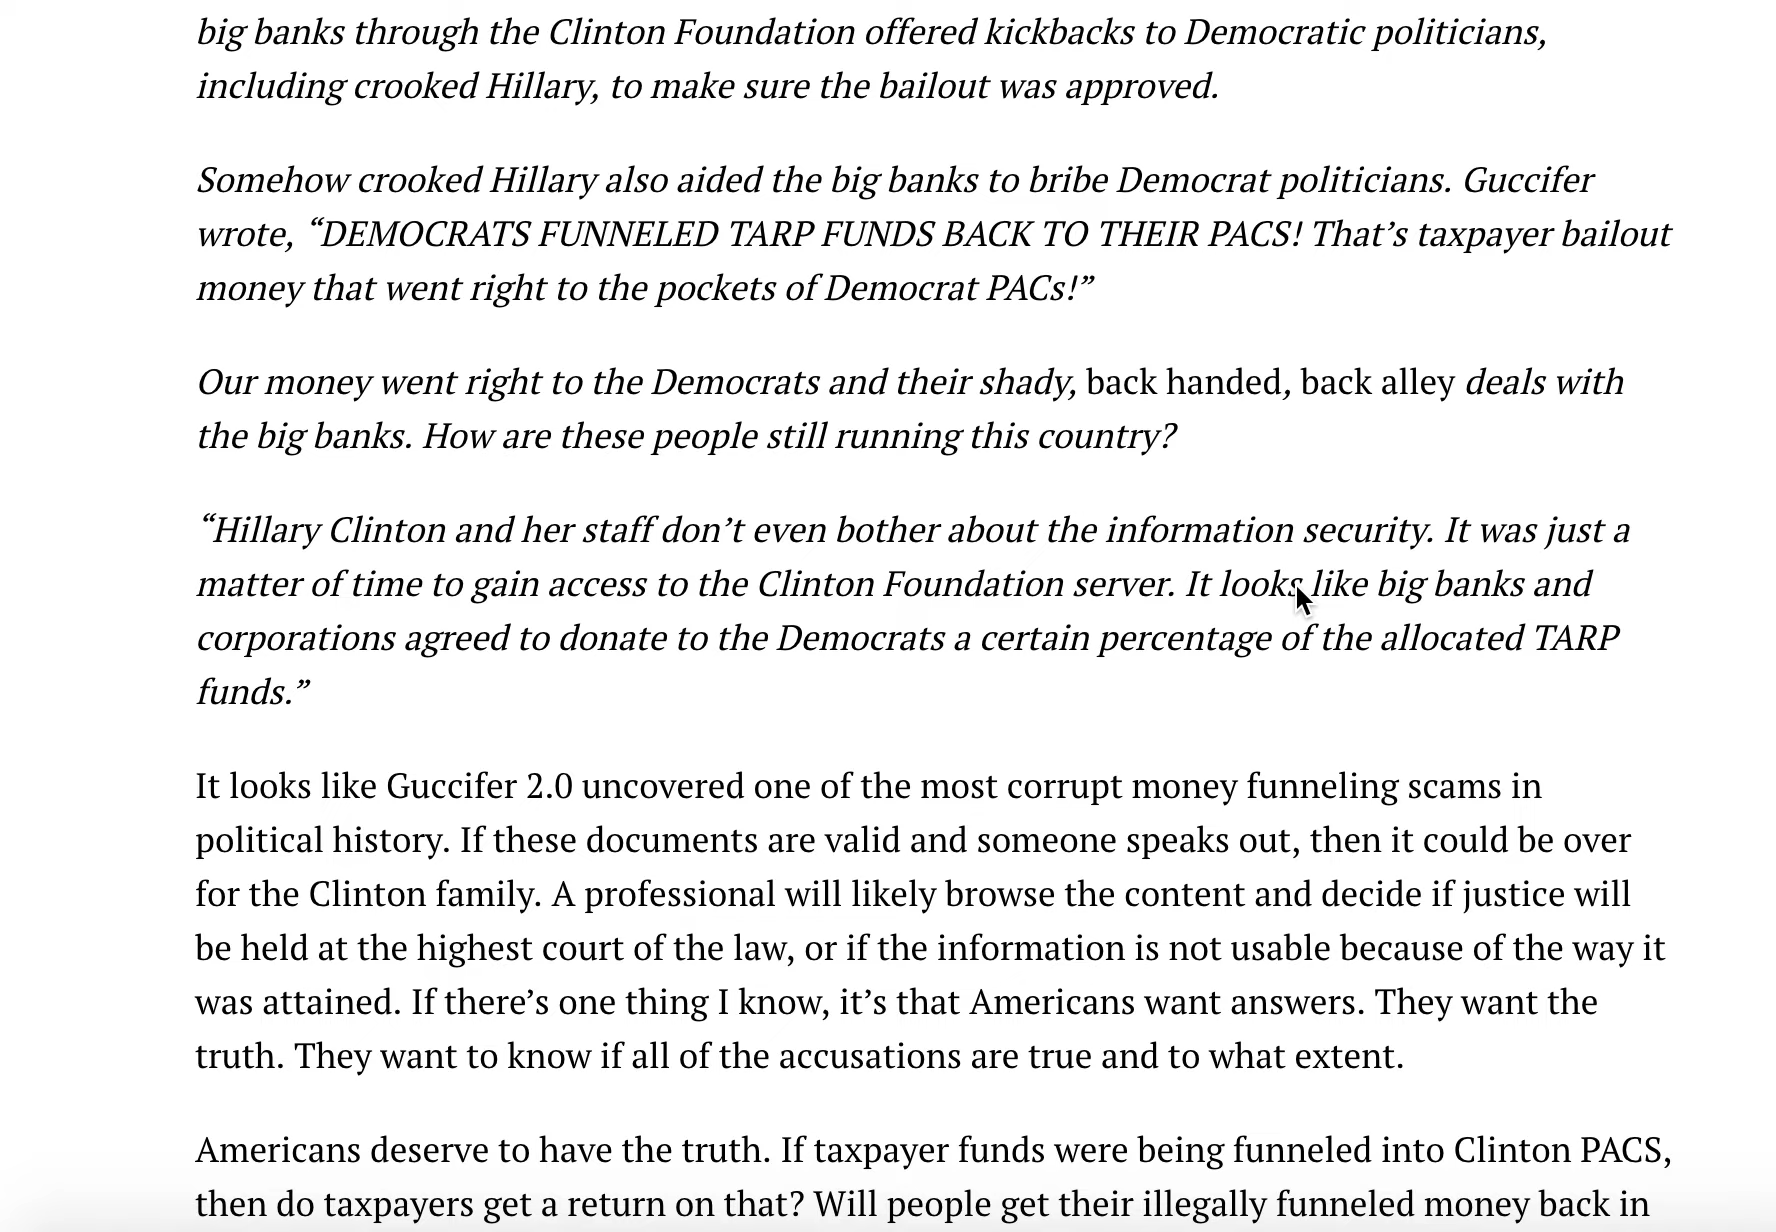 big banks through the Clinton Foundation offered kickbacks to Democratic politicians,
including crooked Hillary, to make sure the bailout was approved.
Somehow crooked Hillary also aided the big banks to bribe Democrat politicians. Guccifer
wrote, “DEMOCRATS FUNNELED TARP FUNDS BACK TO THEIR PACS! That’s taxpayer bailout
money that went right to the pockets of Democrat PACs!”
Our money went right to the Democrats and their shady, back handed, back alley deals with
the big banks. How are these people still running this country?
“Hillary Clinton and her staff don’t even bother about the information security. It was just a
matter of time to gain access to the Clinton Foundation server. It looks like big banks and
corporations agreed to donate to the Democrats a certain percentage of the allocated TARP
funds.”
It looks like Guccifer 2.0 uncovered one of the most corrupt money funneling scams in
political history. If these documents are valid and someone speaks out, then it could be over
for the Clinton family. A professional will likely browse the content and decide if justice will
be held at the highest court of the law, or if the information is not usable because of the way it
was attained. If there’s one thing I know, it’s that Americans want answers. They want the
truth. They want to know if all of the accusations are true and to what extent.
Americans deserve to have the truth. If taxpayer funds were being funneled into Clinton PACS,
then do taxpayers get a return on that? Will people get their illegally funneled money back in